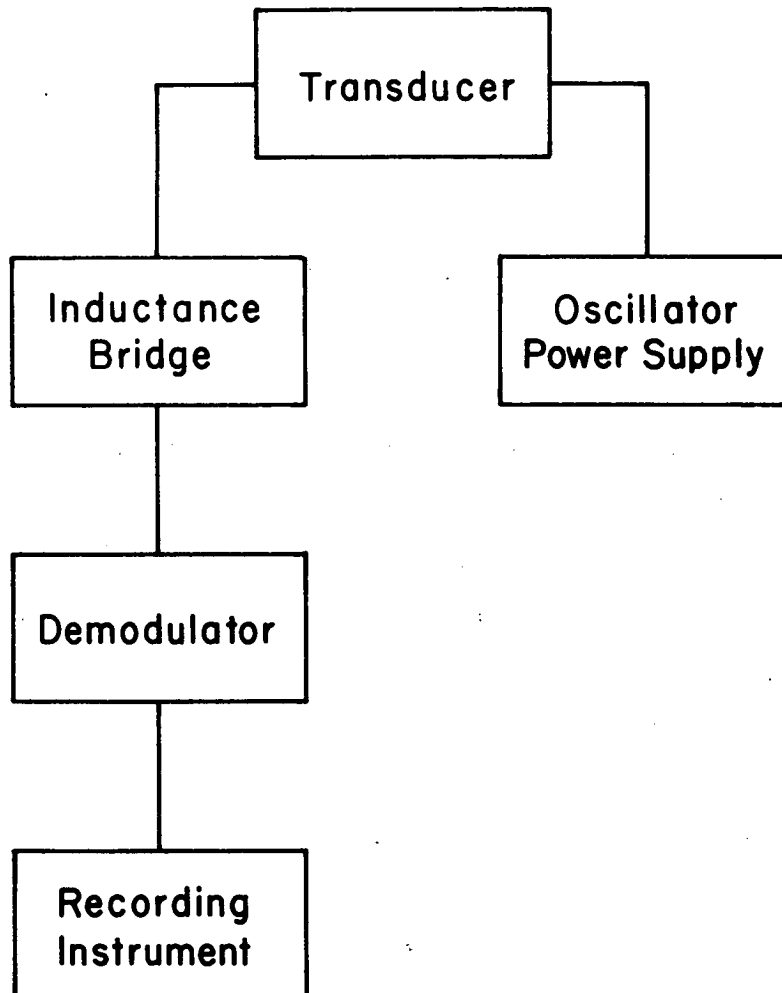 Transducer
Inductance
Bridge
Oscillator
Power Supply
Demodulator
Recording
Instrument